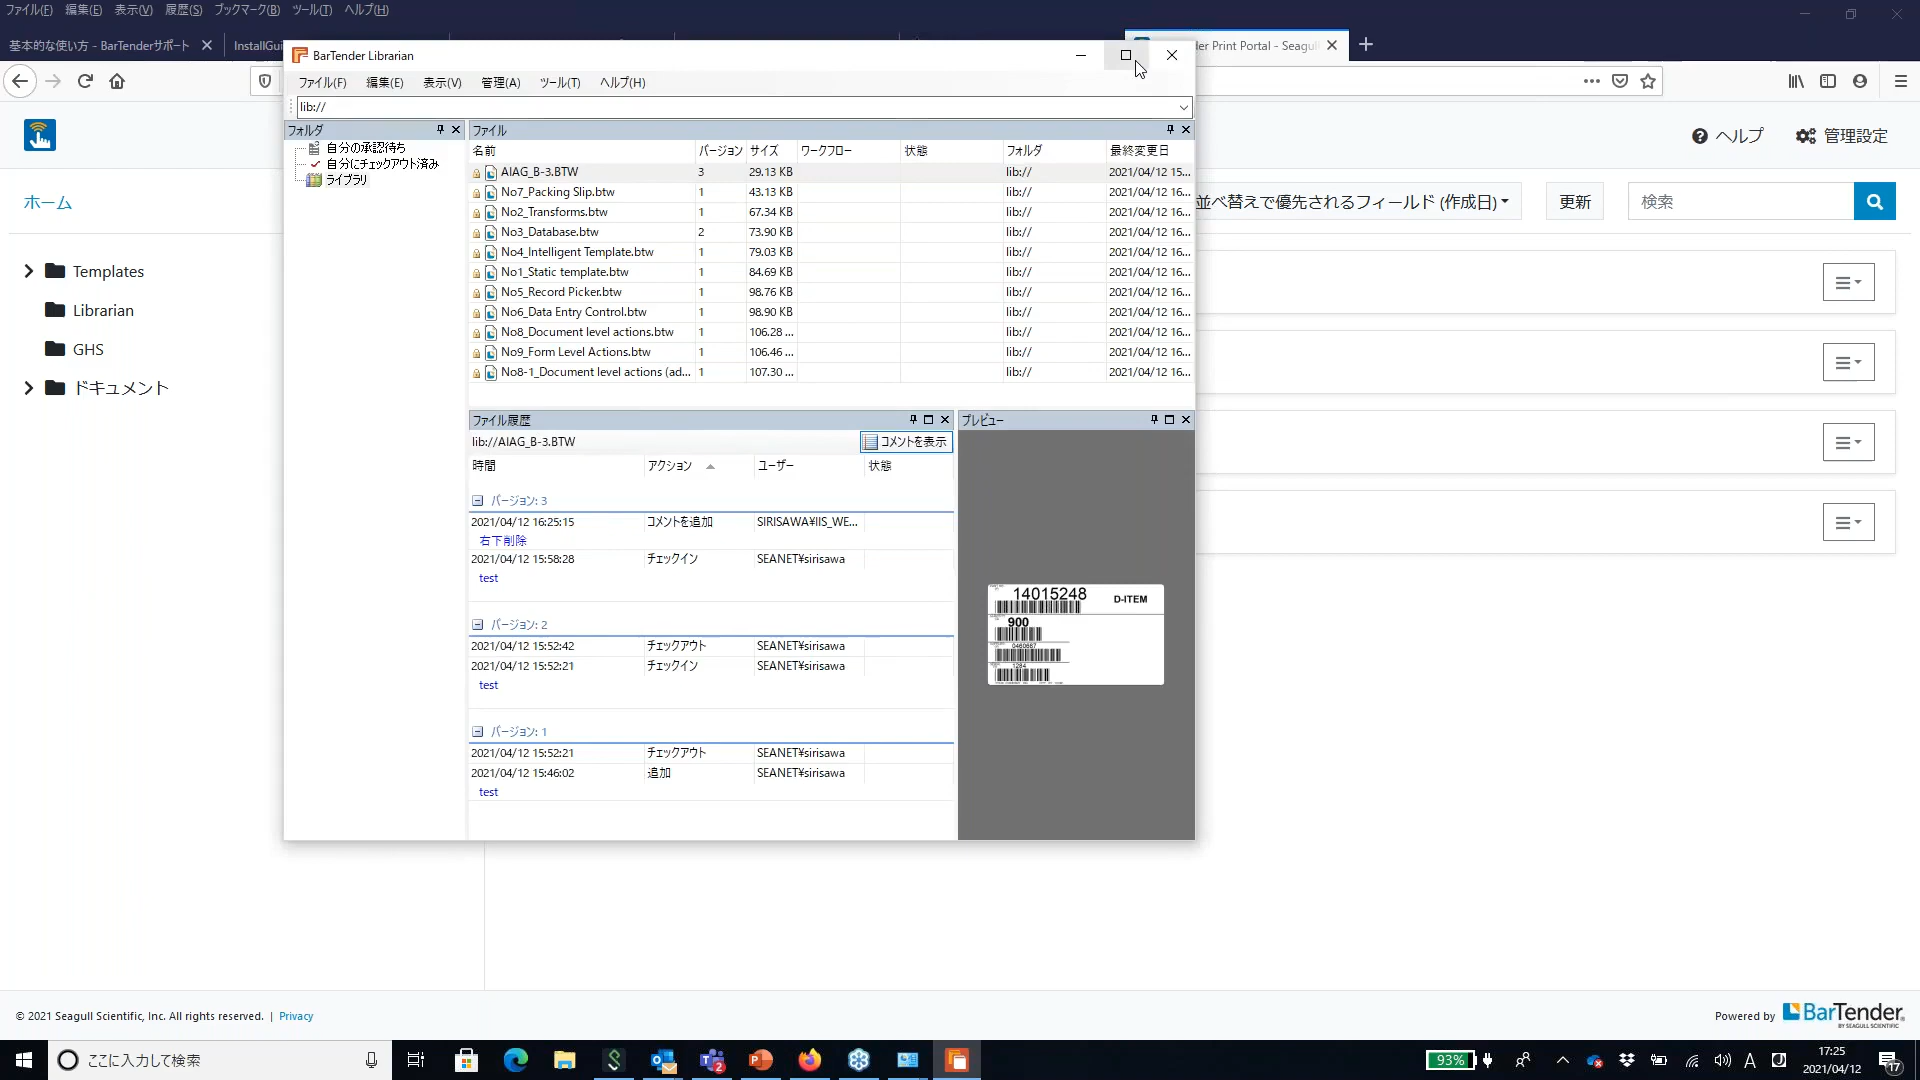 ファイル(F) 編集(E) 表示(V) 履歴(S) ブックマーク(B) ツール(T) ヘルプ(H)
基本的な使い方 - BarTenderサポート
InstallGui
er Print Portal - Seagull
BarTender Librarian
ファイル(F) 編集(E) 表示(V) 管理(A) ツール(T) ヘルプ(H)
lib://
ヘルプ
管理設定
ホーム
Templates
Librarian
GHS
ドキュメント
並べ替えで優先されるフィールド (作成日)
更新
検索
フォルダ
自分の承認待ち
自分にチェックアウト済み
ライブラリ
ファイル
名前 バージョン サイズ ワークフロー 状態 フォルダ 最終変更日
AIAG_B-3.BTW 3 29.13 KB lib:// 2021/04/12 15...
No7_Packing Slip.btw 1 43.13 KB lib:// 2021/04/12 16...
No2_Transforms.btw 1 67.34 KB lib:// 2021/04/12 16...
No3_Database.btw 2 73.90 KB lib:// 2021/04/12 16...
No4_Intelligent Template.btw 1 79.03 KB lib:// 2021/04/12 16...
No1_Static template.btw 1 84.69 KB lib:// 2021/04/12 16...
No5_Record Picker.btw 1 98.76 KB lib:// 2021/04/12 16...
No6_Data Entry Control.btw 1 98.90 KB lib:// 2021/04/12 16...
No8_Document level actions.btw 1 106.28 ... lib:// 2021/04/12 16...
No9_Form Level Actions.btw 1 106.46 ... lib:// 2021/04/12 16...
No8-1_Document level actions (ad... 1 107.30 ... lib:// 2021/04/12 16...
ファイル履歴
lib://AIAG_B-3.BTW
コメントを表示
時間 アクション ユーザー 状態
バージョン: 3
2021/04/12 16:25:15 コメントを追加 SIRISAWA¥IIS_WE...
右下削除
2021/04/12 15:58:28 チェックイン SEANET¥sirisawa
test
バージョン: 2
2021/04/12 15:52:42 チェックアウト SEANET¥sirisawa
2021/04/12 15:52:21 チェックイン SEANET¥sirisawa
test
バージョン: 1
2021/04/12 15:52:21 チェックアウト SEANET¥sirisawa
2021/04/12 15:46:02 追加 SEANET¥sirisawa
test
プレビュー
14015248
D-ITEM
900
0460687
1284
© 2021 Seagull Scientific, Inc. All rights reserved. | Privacy
Powered by BarTender
BY SEAGULL SCIENTIFIC
ここに入力して検索
2
93%
A
J
17:25
2021/04/12
17